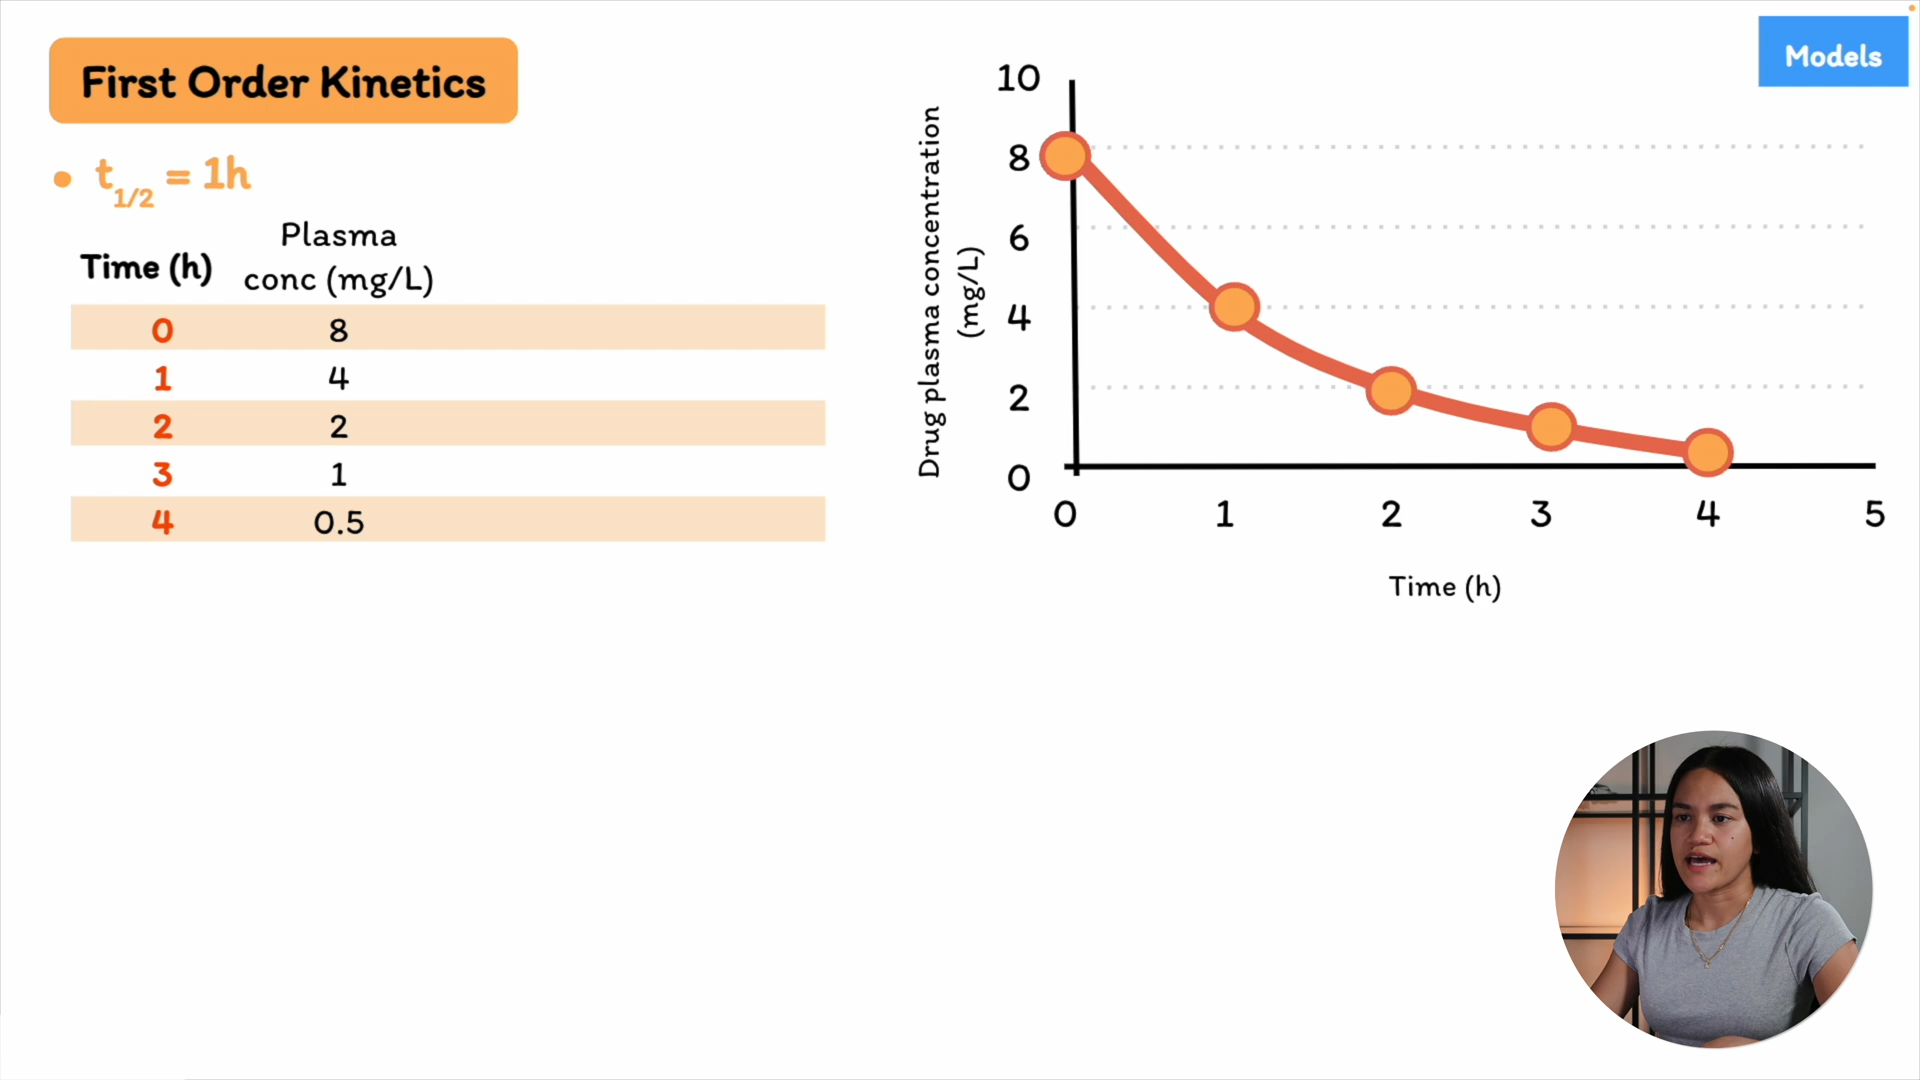 First Order Kinetics
Models
• t1/2 = 1h
Time (h)
Plasma
conc (mg/L)
0 8
1 4
2 2
3 1
4 0.5
Drug plasma concentration
(mg/L)
10
8
6
4
2
0
0 1 2 3 4 5
Time (h)